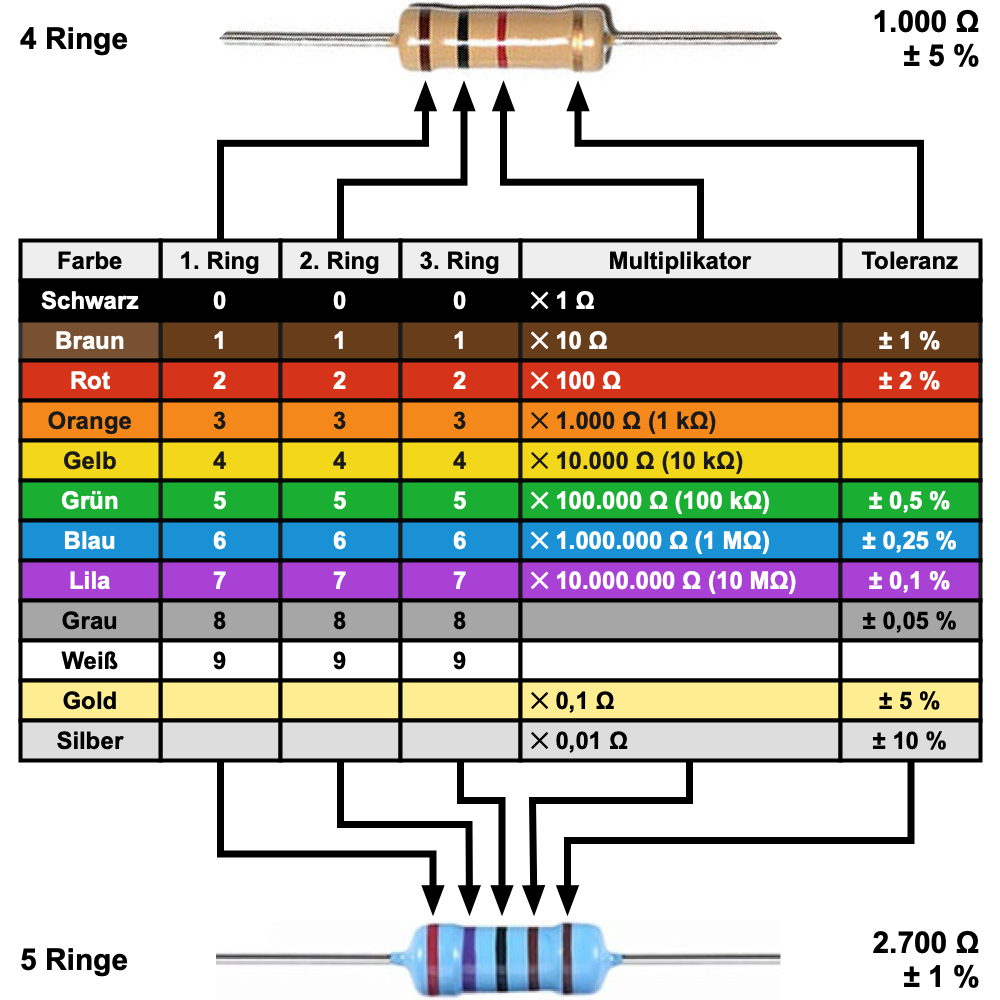 4 Ringe
1.000 Ω
± 5 %
Farbe 1. Ring 2. Ring 3. Ring Multiplikator Toleranz
Schwarz 0 0 0 × 1 Ω
Braun 1 1 1 × 10 Ω ± 1 %
Rot 2 2 2 × 100 Ω ± 2 %
Orange 3 3 3 × 1.000 Ω (1 kΩ)
Gelb 4 4 4 × 10.000 Ω (10 kΩ)
Grün 5 5 5 × 100.000 Ω (100 kΩ) ± 0,5 %
Blau 6 6 6 × 1.000.000 Ω (1 MΩ) ± 0,25 %
Lila 7 7 7 × 10.000.000 Ω (10 MΩ) ± 0,1 %
Grau 8 8 8 ± 0,05 %
Weiß 9 9 9
Gold × 0,1 Ω ± 5 %
Silber × 0,01 Ω ± 10 %
5 Ringe
2.700 Ω
± 1 %